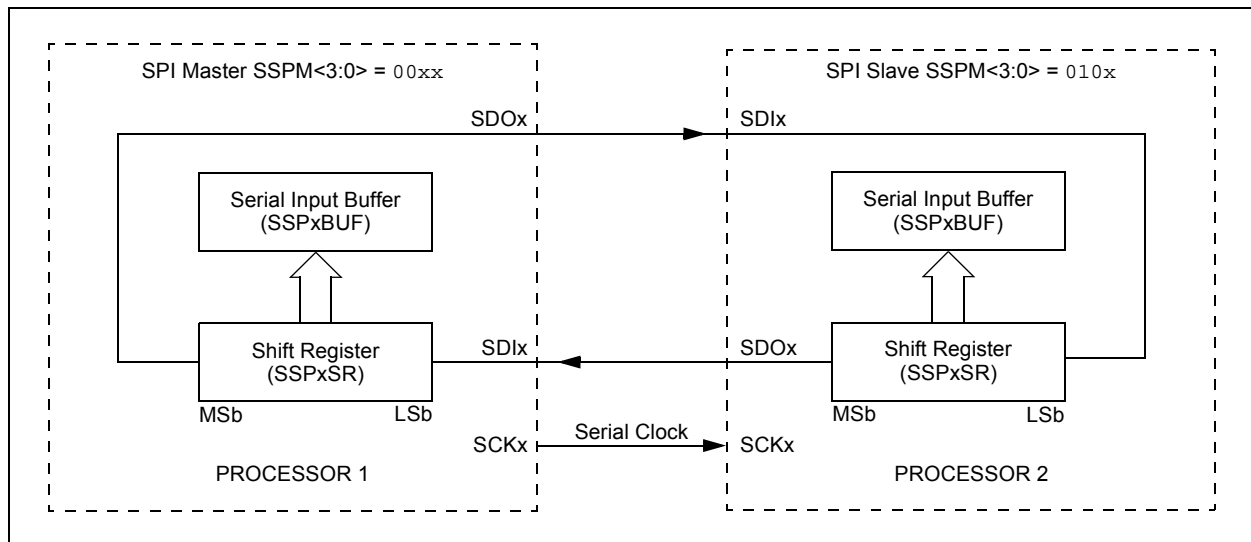 SPI Master SSPM<3:0> = 00xx
SDOx
Serial Input Buffer
(SSPxBUF)
Shift Register
(SSPxSR)
MSb
LSb
SDIx
SCKx
PROCESSOR 1
Serial Clock
SPI Slave SSPM<3:0> = 010x
SDIx
Serial Input Buffer
(SSPxBUF)
SDOx
Shift Register
(SSPxSR)
MSb
LSb
SCKx
PROCESSOR 2